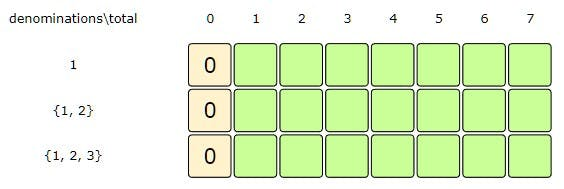 denominations\total 0 1 2 3 4 5 6 7
1 0
{1, 2} 0
{1, 2, 3} 0